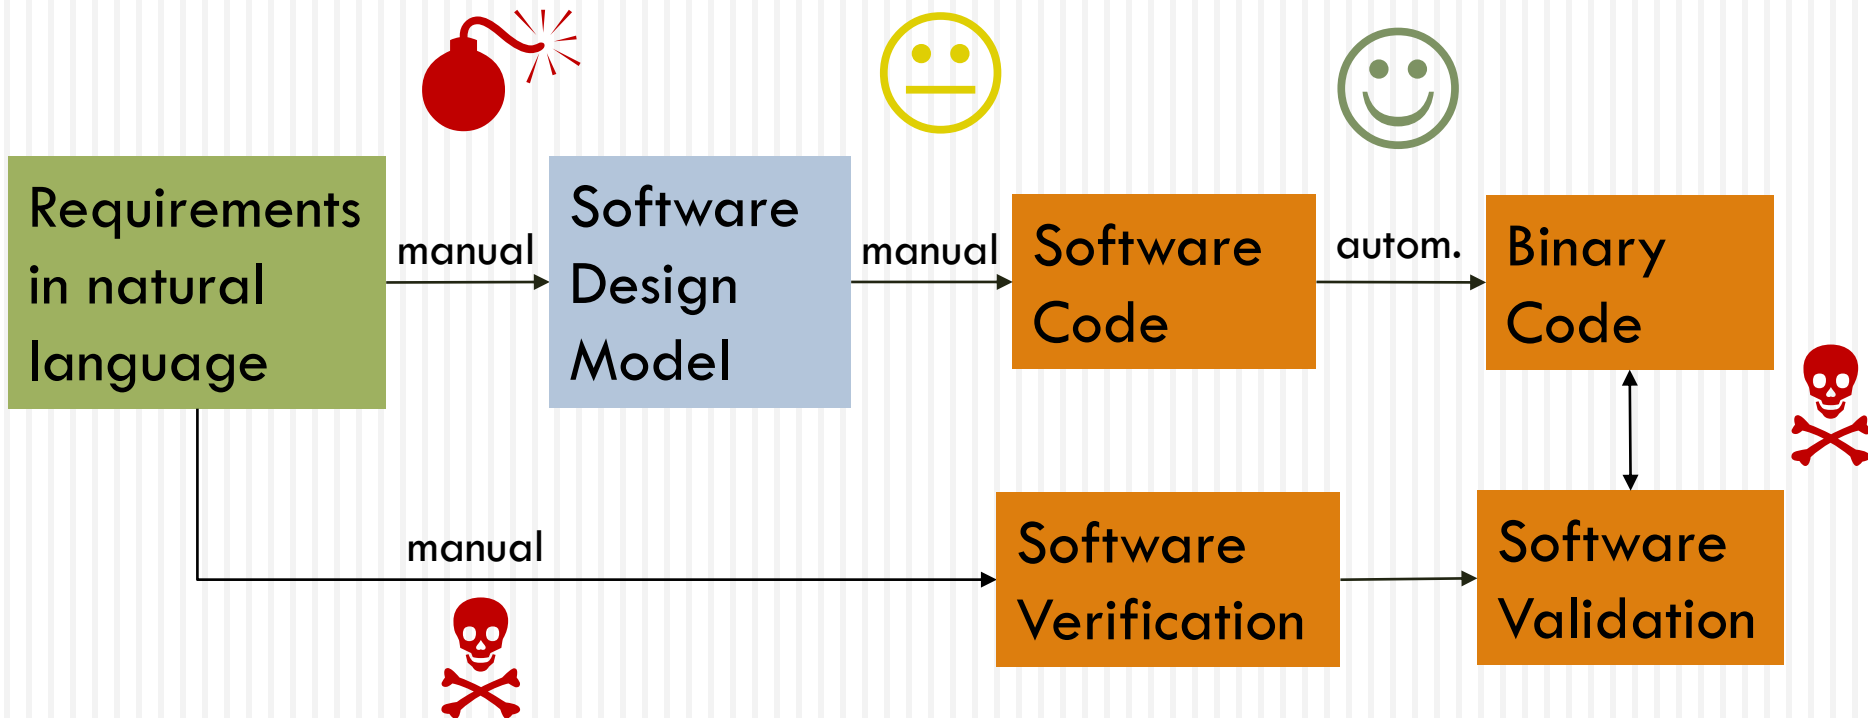 Requirements
in natural
language
manual
Software
Design
Model
manual
Software
Code
autom.
Binary
Code
manual
Software
Verification
Software
Validation